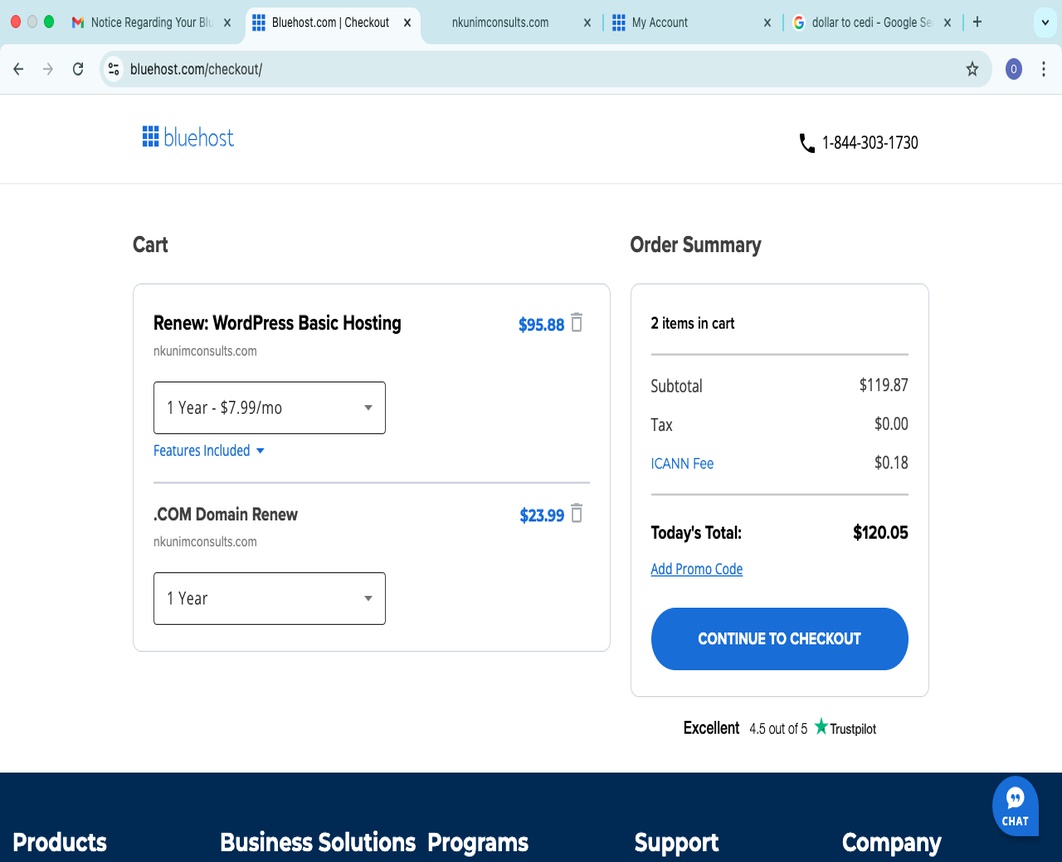 Notice Regarding Your Blu
Bluehost.com | Checkout
nkunimconsults.com
My Account
dollar to cedi - Google Se
bluehost.com/checkout/
O
bluehost
1-844-303-1730
Cart
Renew: WordPress Basic Hosting
$95.88
nkunimconsults.com
1 Year - $7.99/mo
Features Included
.COM Domain Renew
$23.99
nkunimconsults.com
1 Year
Order Summary
2 items in cart
Subtotal $119.87
Tax $0.00
ICANN Fee $0.18
Today's Total: $120.05
Add Promo Code
CONTINUE TO CHECKOUT
Excellent 4.5 out of 5 Trustpilot
CHAT
Products Business Solutions Programs Support Company